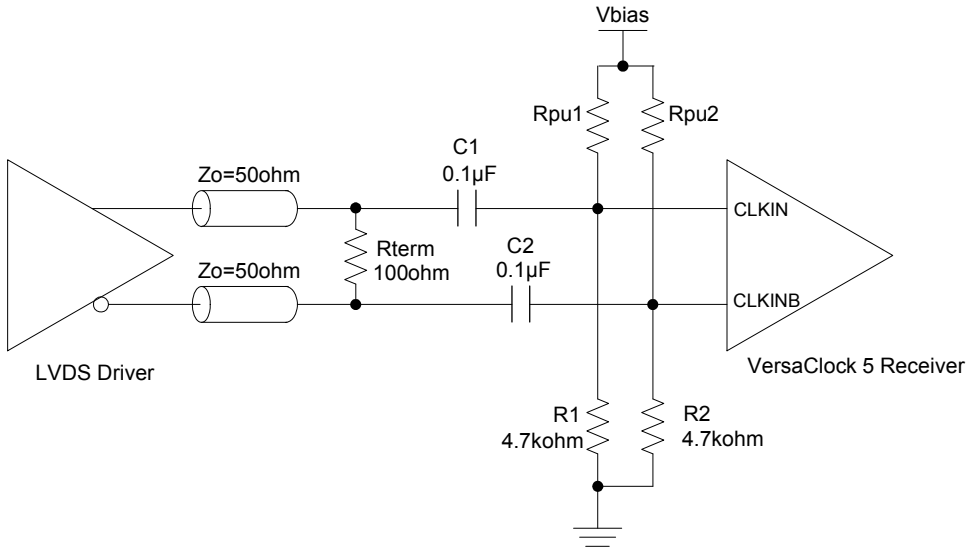 Vbias
Rpu1
Rpu2
C1
0.1µF
Zo=50ohm
CLKIN
Rterm
100ohm
C2
0.1µF
Zo=50ohm
CLKINB
LVDS Driver
VersaClock 5 Receiver
R1
4.7kohm
R2
4.7kohm